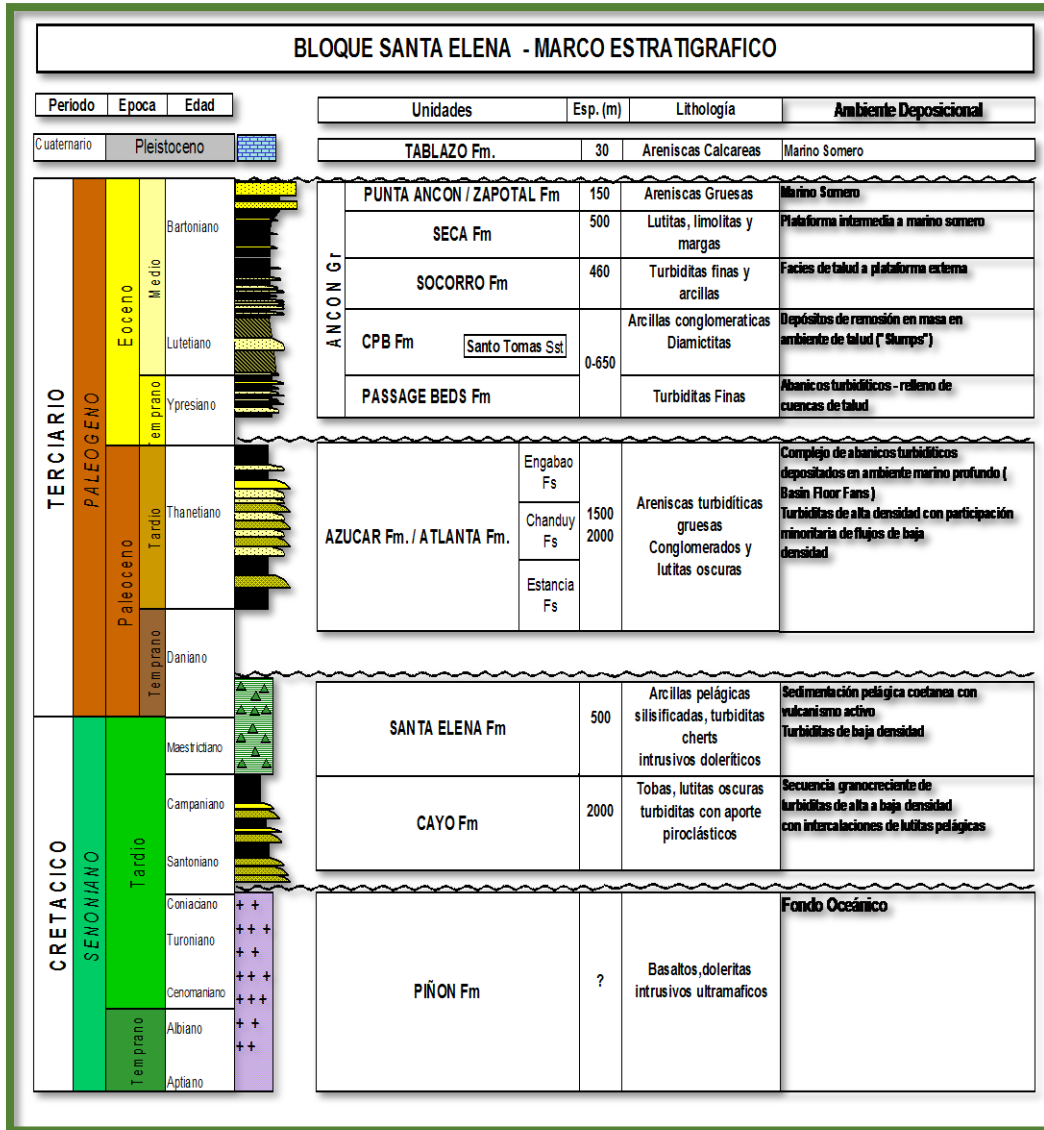 BLOQUE SANTA ELENA - MARCO ESTRATIGRAFICO
Periodo Epoca Edad Unidades Esp. (m) Lithología Ambiente Deposicional
Cuaternario Pleistoceno TABLAZO Fm. 30 Areniscas Calcareas Marino Somero
TERCIARIO
PALEOGENO
Eoceno
Medio
Bartoniano
Lutetiano
Temprano
Ypresiano
Paleoceno
Tardio
Thanetiano
Temprano
Daniano
CRETACICO
SENONIANO
Tardio
Maestrictiano
Campaniano
Santoniano
Coniaciano
Turoniano
Cenomaniano
Temprano
Albiano
Aptiano
ANCON Gr
PUNTA ANCON / ZAPOTAL Fm 150 Areniscas Gruesas Marino Somero
SECA Fm 500 Lutitas, limolitas y
margas
Plataforma intermedia a marino somero
SOCORRO Fm 460 Turbiditas finas y
arcillas
Facies de talud a plataforma externa
CPB Fm Santo Tomas Sst
0-650
Arcillas conglomeraticas
Diamictitas
Depósitos de remosión en masa en
ambiente de talud ("Slumps")
PASSAGE BEDS Fm Turbiditas Finas
Abanicos turbidíticos - relleno de
cuencas de talud
AZUCAR Fm. / ATLANTA Fm.
Engabao
Fs
Chanduy
Fs
Estancia
Fs
1500
2000
Areniscas turbidíticas
gruesas
Conglomerados y
lutitas oscuras
Complejo de abanicos turbidíticos
depositados en ambiente marino profundo (
Basin Floor Fans )
Turbiditas de alta densidad con participación
minoritaria de flujos de baja
densidad
SANTA ELENA Fm 500
Arcillas pelágicas
silisificadas, turbiditas
cherts
intrusivos doleríticos
Sedimentación pelágica coetanea con
vulcanismo activo
Turbiditas de baja densidad
CAYO Fm 2000
Tobas, lutitas oscuras
turbiditas con aporte
piroclásticos
Secuencia granocreciente de
turbiditas de alta a baja densidad
con intercalaciones de lutitas pelágicas
PIÑON Fm ?
Basaltos,doleritas
intrusivos ultramaficos
Fondo Oceánico